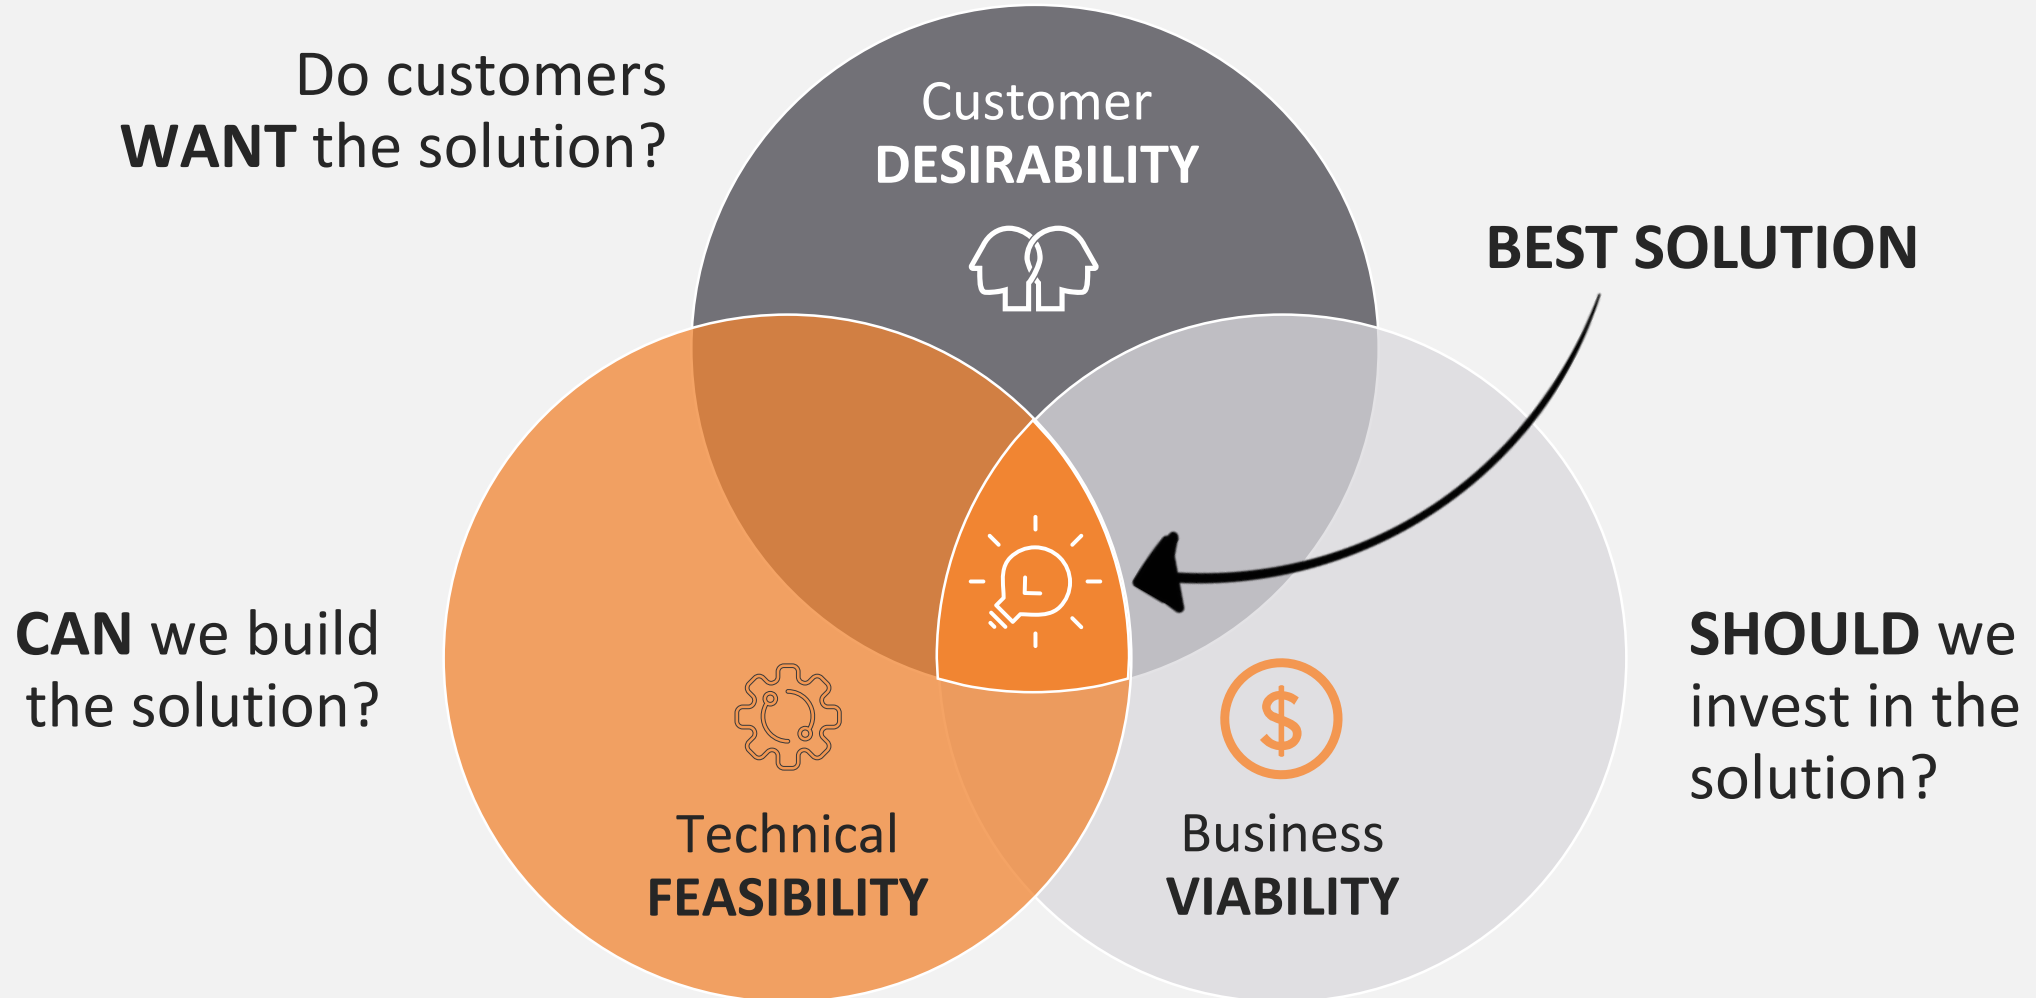 Do customers
WANT the solution?
Customer
DESIRABILITY
BEST SOLUTION
CAN we build
the solution?
SHOULD we
invest in the
solution?
$
Technical
FEASIBILITY
Business
VIABILITY